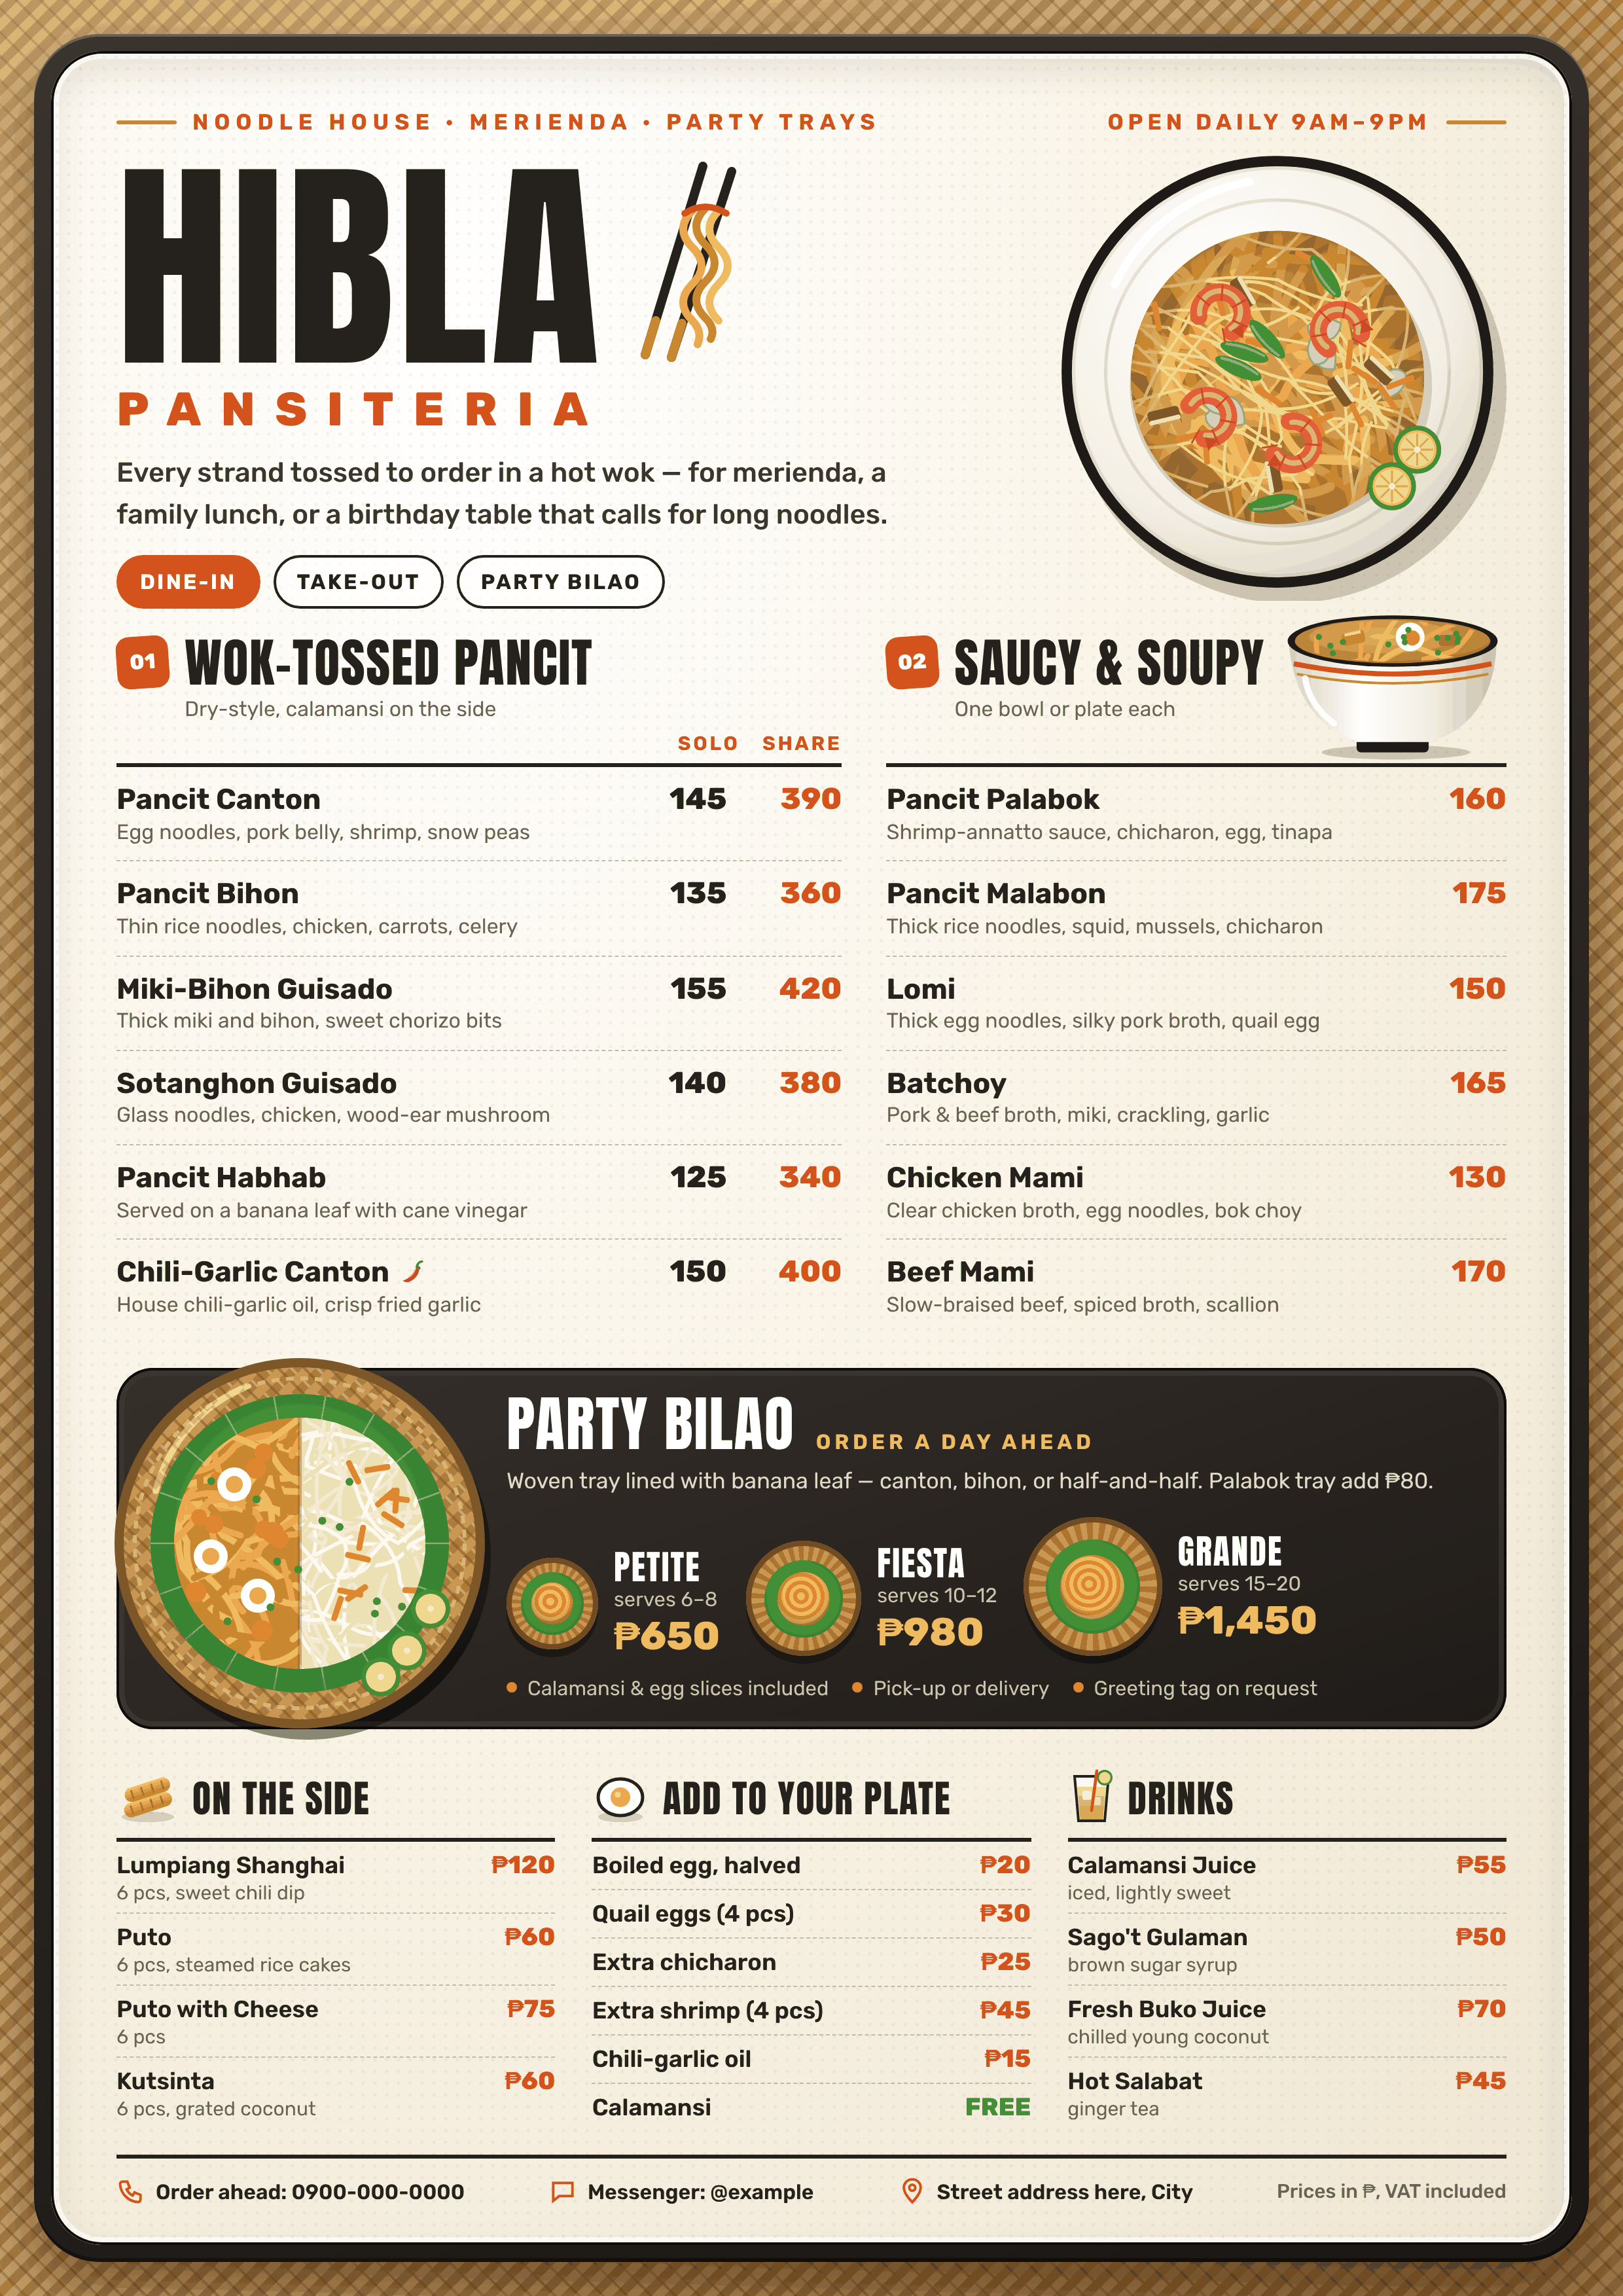 NOODLE HOUSE • MERIENDA • PARTY TRAYS
OPEN DAILY 9AM–9PM
HIBLA
PANSITERIA
Every strand tossed to order in a hot wok — for merienda, a
family lunch, or a birthday table that calls for long noodles.
DINE-IN
TAKE-OUT
PARTY BILAO
01 WOK-TOSSED PANCIT
Dry-style, calamansi on the side
SOLO SHARE
Pancit Canton 145 390
Egg noodles, pork belly, shrimp, snow peas
Pancit Bihon 135 360
Thin rice noodles, chicken, carrots, celery
Miki-Bihon Guisado 155 420
Thick miki and bihon, sweet chorizo bits
Sotanghon Guisado 140 380
Glass noodles, chicken, wood-ear mushroom
Pancit Habhab 125 340
Served on a banana leaf with cane vinegar
Chili-Garlic Canton 150 400
House chili-garlic oil, crisp fried garlic
02 SAUCY & SOUPY
One bowl or plate each
Pancit Palabok 160
Shrimp-annatto sauce, chicharon, egg, tinapa
Pancit Malabon 175
Thick rice noodles, squid, mussels, chicharon
Lomi 150
Thick egg noodles, silky pork broth, quail egg
Batchoy 165
Pork & beef broth, miki, crackling, garlic
Chicken Mami 130
Clear chicken broth, egg noodles, bok choy
Beef Mami 170
Slow-braised beef, spiced broth, scallion
PARTY BILAO ORDER A DAY AHEAD
Woven tray lined with banana leaf — canton, bihon, or half-and-half. Palabok tray add ₱80.
PETITE
serves 6–8
₱650
FIESTA
serves 10–12
₱980
GRANDE
serves 15–20
₱1,450
• Calamansi & egg slices included • Pick-up or delivery • Greeting tag on request
ON THE SIDE
Lumpiang Shanghai ₱120
6 pcs, sweet chili dip
Puto ₱60
6 pcs, steamed rice cakes
Puto with Cheese ₱75
6 pcs
Kutsinta ₱60
6 pcs, grated coconut
ADD TO YOUR PLATE
Boiled egg, halved ₱20
Quail eggs (4 pcs) ₱30
Extra chicharon ₱25
Extra shrimp (4 pcs) ₱45
Chili-garlic oil ₱15
Calamansi FREE
DRINKS
Calamansi Juice ₱55
iced, lightly sweet
Sago't Gulaman ₱50
brown sugar syrup
Fresh Buko Juice ₱70
chilled young coconut
Hot Salabat ₱45
ginger tea
Order ahead: 0900-000-0000
Messenger: @example
Street address here, City
Prices in ₱, VAT included